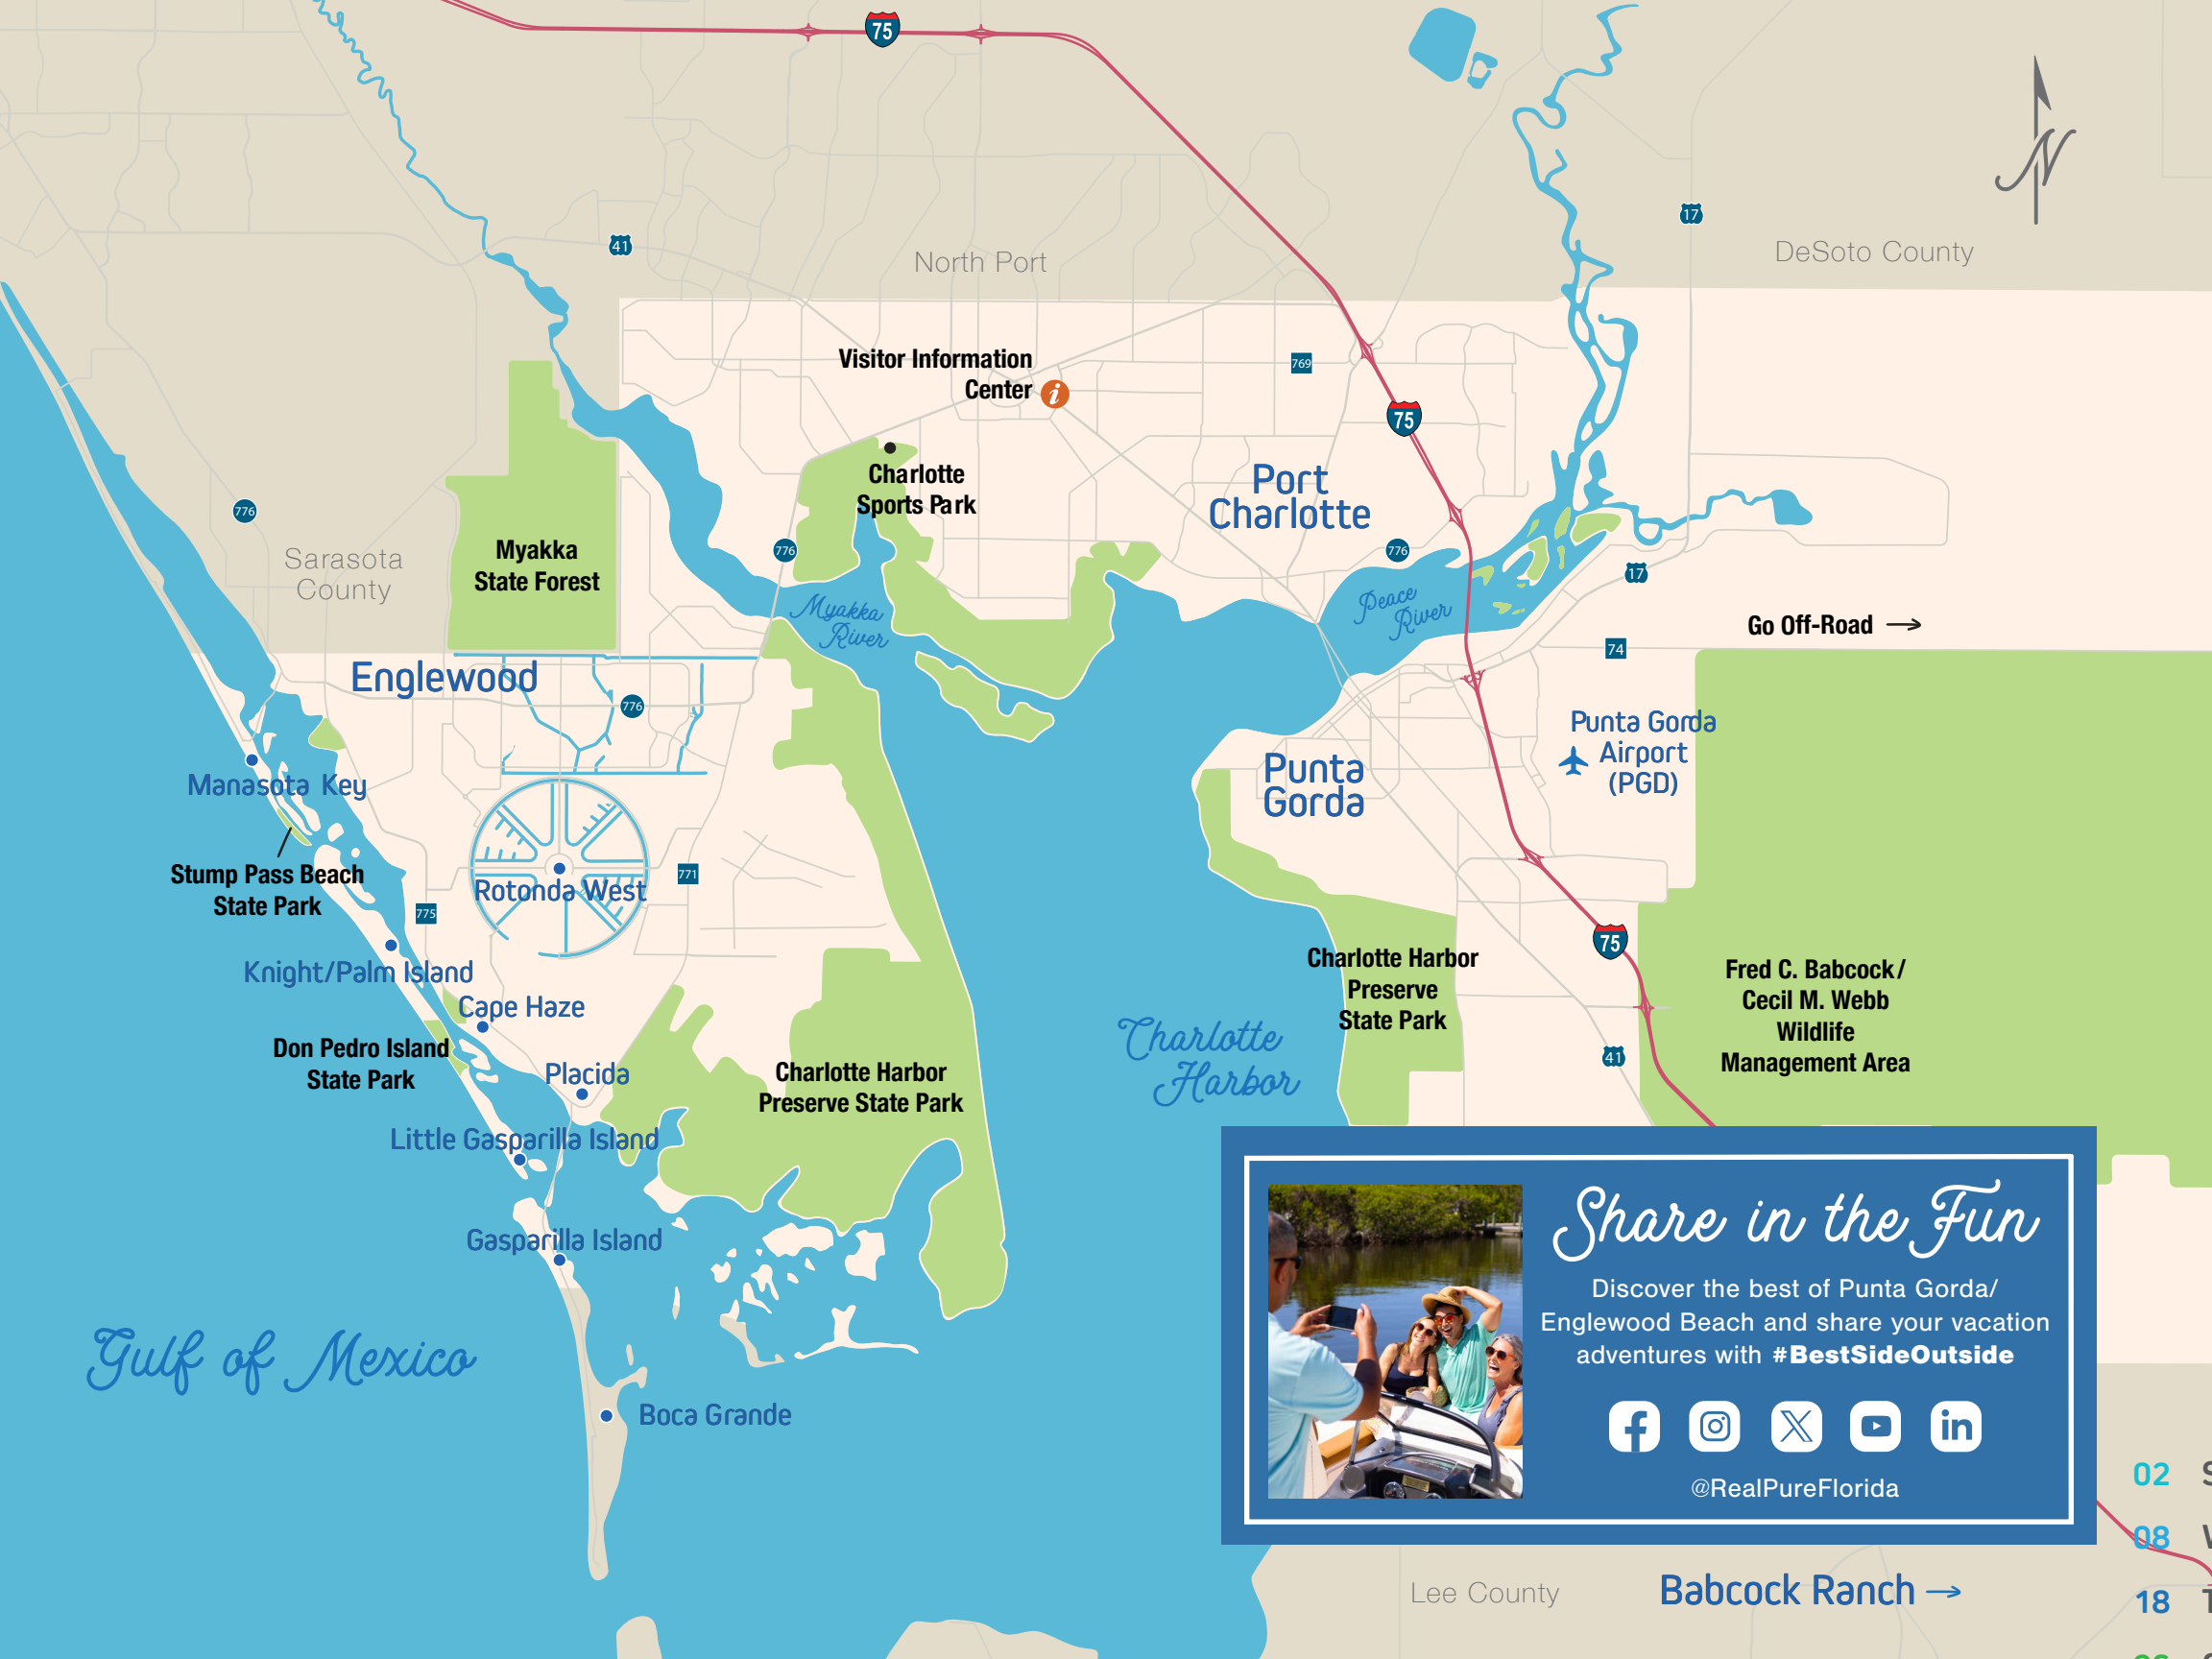 75
17
41
North Port
DeSoto County
Visitor Information
Center
i
769
75
Charlotte
Sports Park
Port
Charlotte
776
Sarasota
County
Myakka
State Forest
776
776
Myakka
River
Peace
River
17
74
Go Off-Road
Englewood
776
Punta Gorda
Airport
(PGD)
Manasota Key
Punta
Gorda
Stump Pass Beach
State Park
771
Rotonda West
775
75
Knight/Palm Island
Cape Haze
Charlotte Harbor
Preserve
State Park
Fred C. Babcock/
Cecil M. Webb
Wildlife
Management Area
Don Pedro Island
State Park
Charlotte
Harbor
41
Placida
Charlotte Harbor
Preserve State Park
Little Gasparilla Island
Gasparilla Island
Gulf of Mexico
Boca Grande
Share in the Fun
Discover the best of Punta Gorda/
Englewood Beach and share your vacation
adventures with #BestSideOutside
@RealPureFlorida
02
08
18
Lee County
Babcock Ranch
N